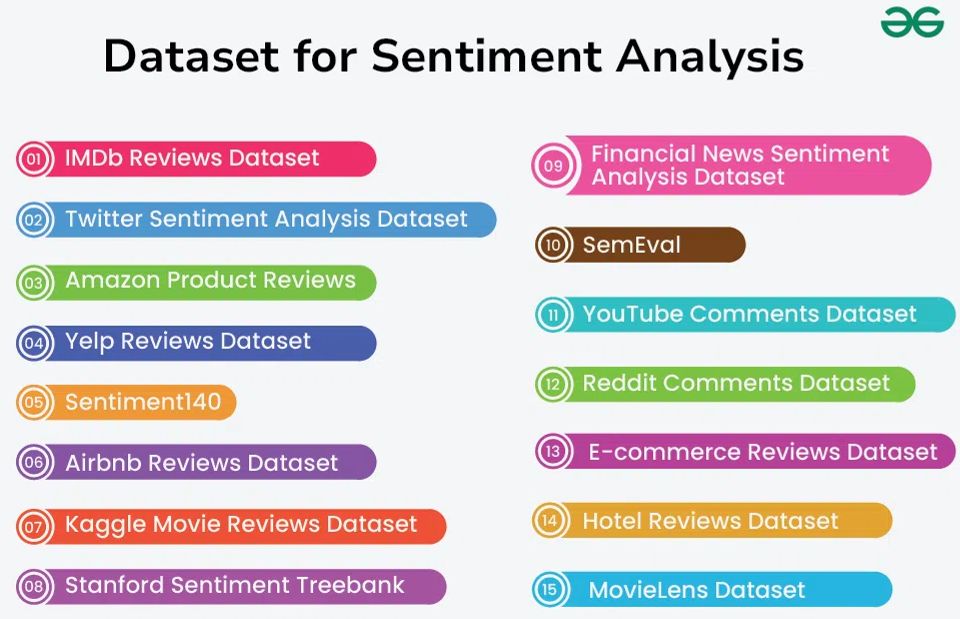 Dataset for Sentiment Analysis
01 IMDb Reviews Dataset
02 Twitter Sentiment Analysis Dataset
03 Amazon Product Reviews
04 Yelp Reviews Dataset
05 Sentiment140
06 Airbnb Reviews Dataset
07 Kaggle Movie Reviews Dataset
08 Stanford Sentiment Treebank
09 Financial News Sentiment
Analysis Dataset
10 SemEval
11 YouTube Comments Dataset
12 Reddit Comments Dataset
13 E-commerce Reviews Dataset
14 Hotel Reviews Dataset
15 MovieLens Dataset